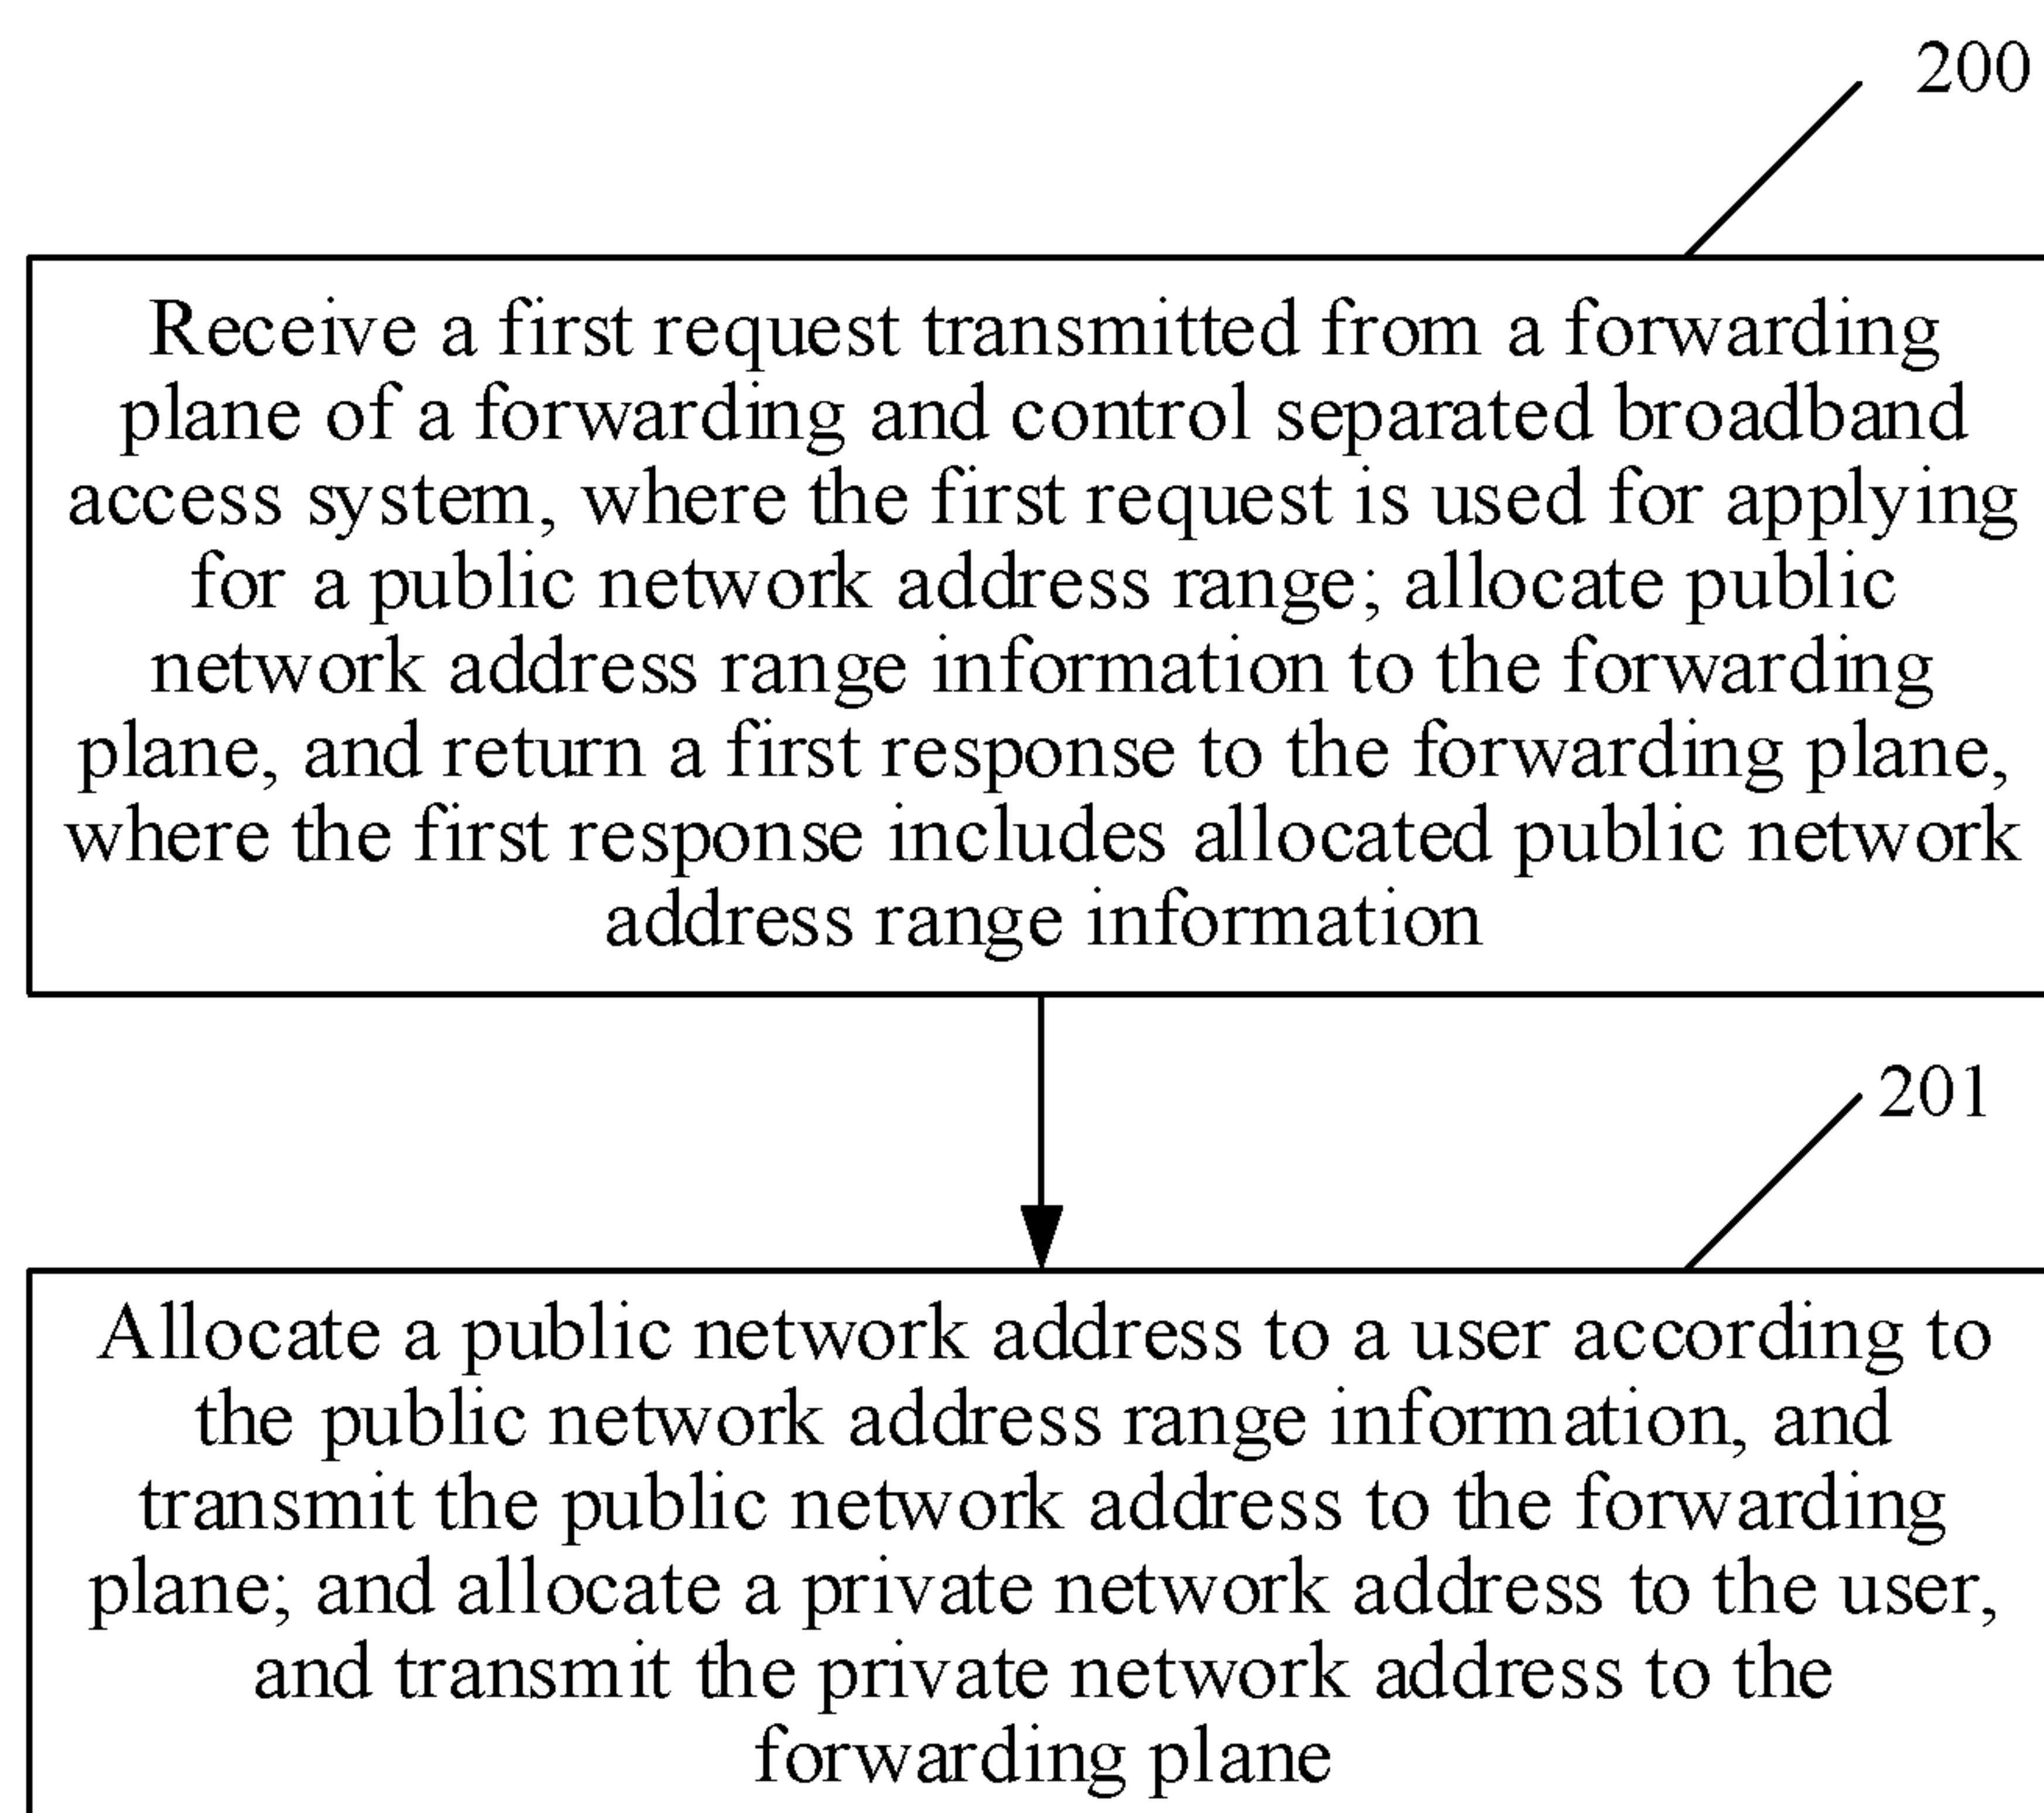 200
Receive a first request transmitted from a forwarding
plane of a forwarding and control separated broadband
access system, where the first request is used for applying
for a public network address range; allocate public
network address range information to the forwarding
plane, and return a first response to the forwarding plane,
where the first response includes allocated public network
address range information
201
Allocate a public network address to a user according to
the public network address range information, and
transmit the public network address to the forwarding
plane; and allocate a private network address to the user,
and transmit the private network address to the
forwarding plane